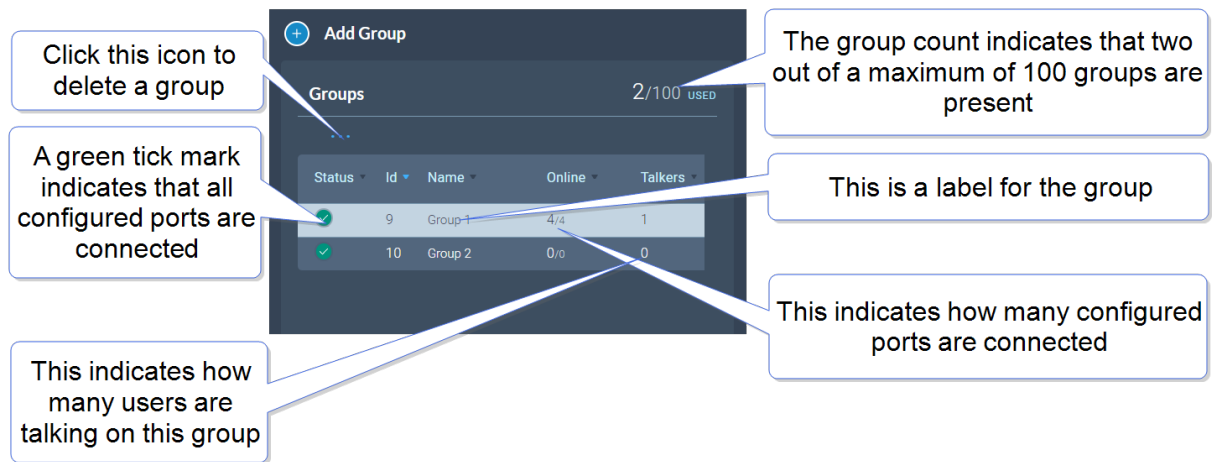 Add Group
Click this icon to
delete a group
The group count indicates that two
out of a maximum of 100 groups are
present
Groups
2/100 USED
A green tick mark
indicates that all
configured ports are
connected
Status Id Name Online Talkers
This is a label for the group
9 Group 1 4/4 1
10 Group 2 0/0 0
This indicates how many configured
ports are connected
This indicates how
many users are
talking on this group